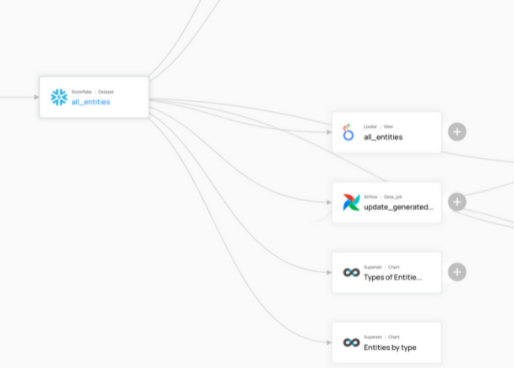 Snowflake | Dataset
all_entities
Looker | View
all_entities
Airflow | Data_job
update_generated...
Superset | Chart
Types of Entitie...
Superset | Chart
Entities by type